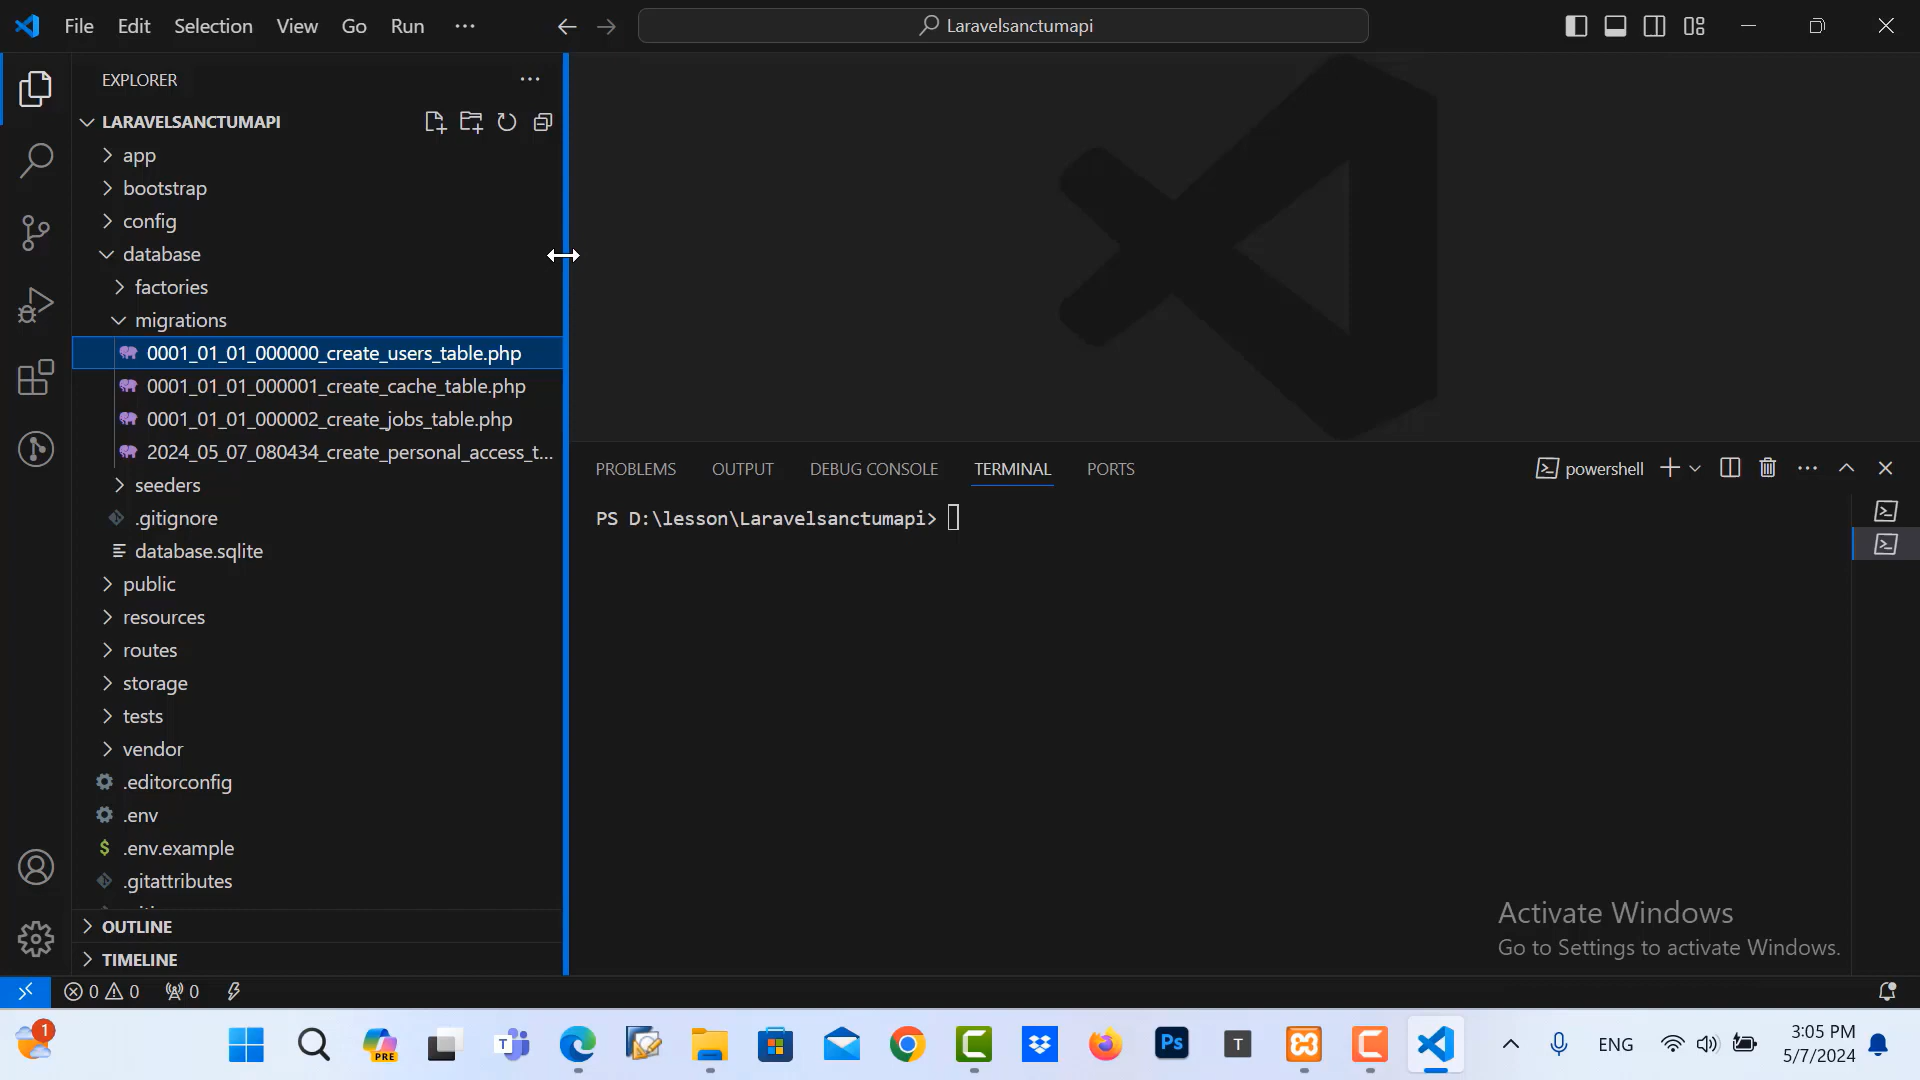 File Edit Selection View Go Run ···
Laravelsanctumapi
EXPLORER
LARAVELSANCTUMAPI
app
bootstrap
config
database
factories
migrations
0001_01_01_000000_create_users_table.php
0001_01_01_000001_create_cache_table.php
0001_01_01_000002_create_jobs_table.php
2024_05_07_080434_create_personal_access_t...
seeders
.gitignore
database.sqlite
public
resources
routes
storage
tests
vendor
.editorconfig
.env
$ .env.example
.gitattributes
OUTLINE
TIMELINE
PROBLEMS OUTPUT DEBUG CONSOLE TERMINAL PORTS
powershell
PS D:\lesson\Laravelsanctumapi>
Activate Windows
Go to Settings to activate Windows.
0 0 0
1
PRE
T
Ps
T
ENG
3:05 PM
5/7/2024